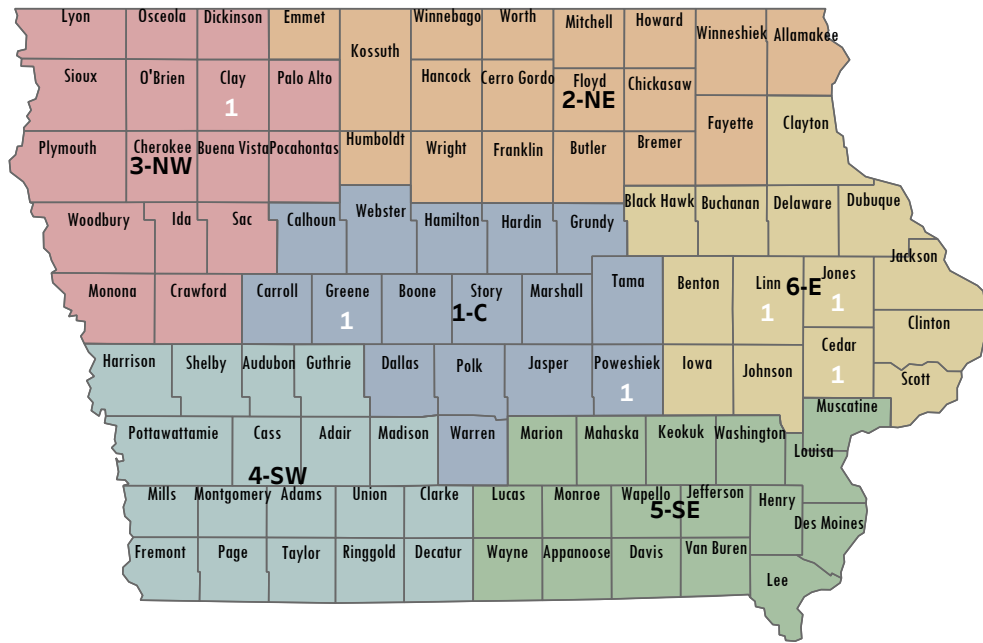 Lyon Osceola Dickinson Emmet Winnebago Worth Mitchell Howard Winneshiek Allamakee
Kossuth
Sioux O'Brien Clay Palo Alto Hancock Cerro Gordo Floyd Chickasaw
1
2-NE
Fayette Clayton
Plymouth Cherokee Buena Vista Pocahontas Humboldt Wright Franklin Butler Bremer
3-NW
Woodbury Ida Sac Calhoun Webster Hamilton Hardin Grundy Black Hawk Buchanan Delaware Dubuque
Jackson
Monona Crawford Carroll Greene Boone Story Marshall Tama Benton Linn Jones
6-E
1 1-C 1 1
Clinton
Harrison Shelby Audubon Guthrie Dallas Polk Jasper Poweshiek Iowa Johnson Cedar
Scott
1 1
Muscatine
Pottawattamie Cass Adair Madison Warren Marion Mahaska Keokuk Washington
Louisa
4-SW
Mills Montgomery Adams Union Clarke Lucas Monroe Wapello Jefferson Henry
5-SE
Des Moines
Fremont Page Taylor Ringgold Decatur Wayne Appanoose Davis Van Buren
Lee